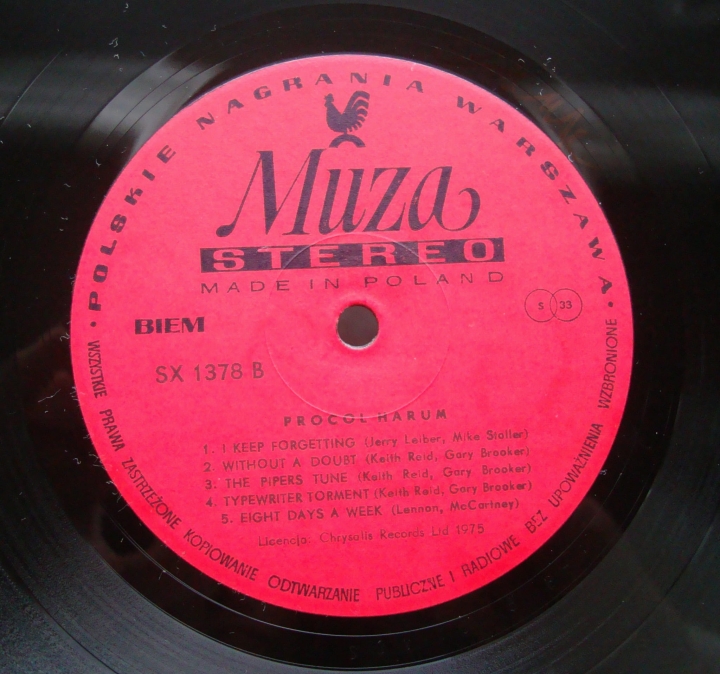 • POLSKIE NAGRANIA WARSZAWA •
Muza
STEREO
MADE IN POLAND
BIEM
S 33
SX 1378 B
PROCOL HARUM
1. I KEEP FORGETTING (Jerry Leiber, Mike Stoller)
2. WITHOUT A DOUBT (Keith Reid, Gary Brooker)
3. THE PIPERS TUNE (Keith Reid, Gary Brooker)
4. TYPEWRITER TORMENT (Keith Reid, Gary Brooker)
5. EIGHT DAYS A WEEK (Lennon, McCartney)
Licencja: Chrysalis Records Ltd 1975
WSZYSTKIE PRAWA ZASTRZEŻONE KOPIOWANIE ODTWARZANIE PUBLICZNE I RADIOWE BEZ UPOWAŻNIENIA WZBRONIONE